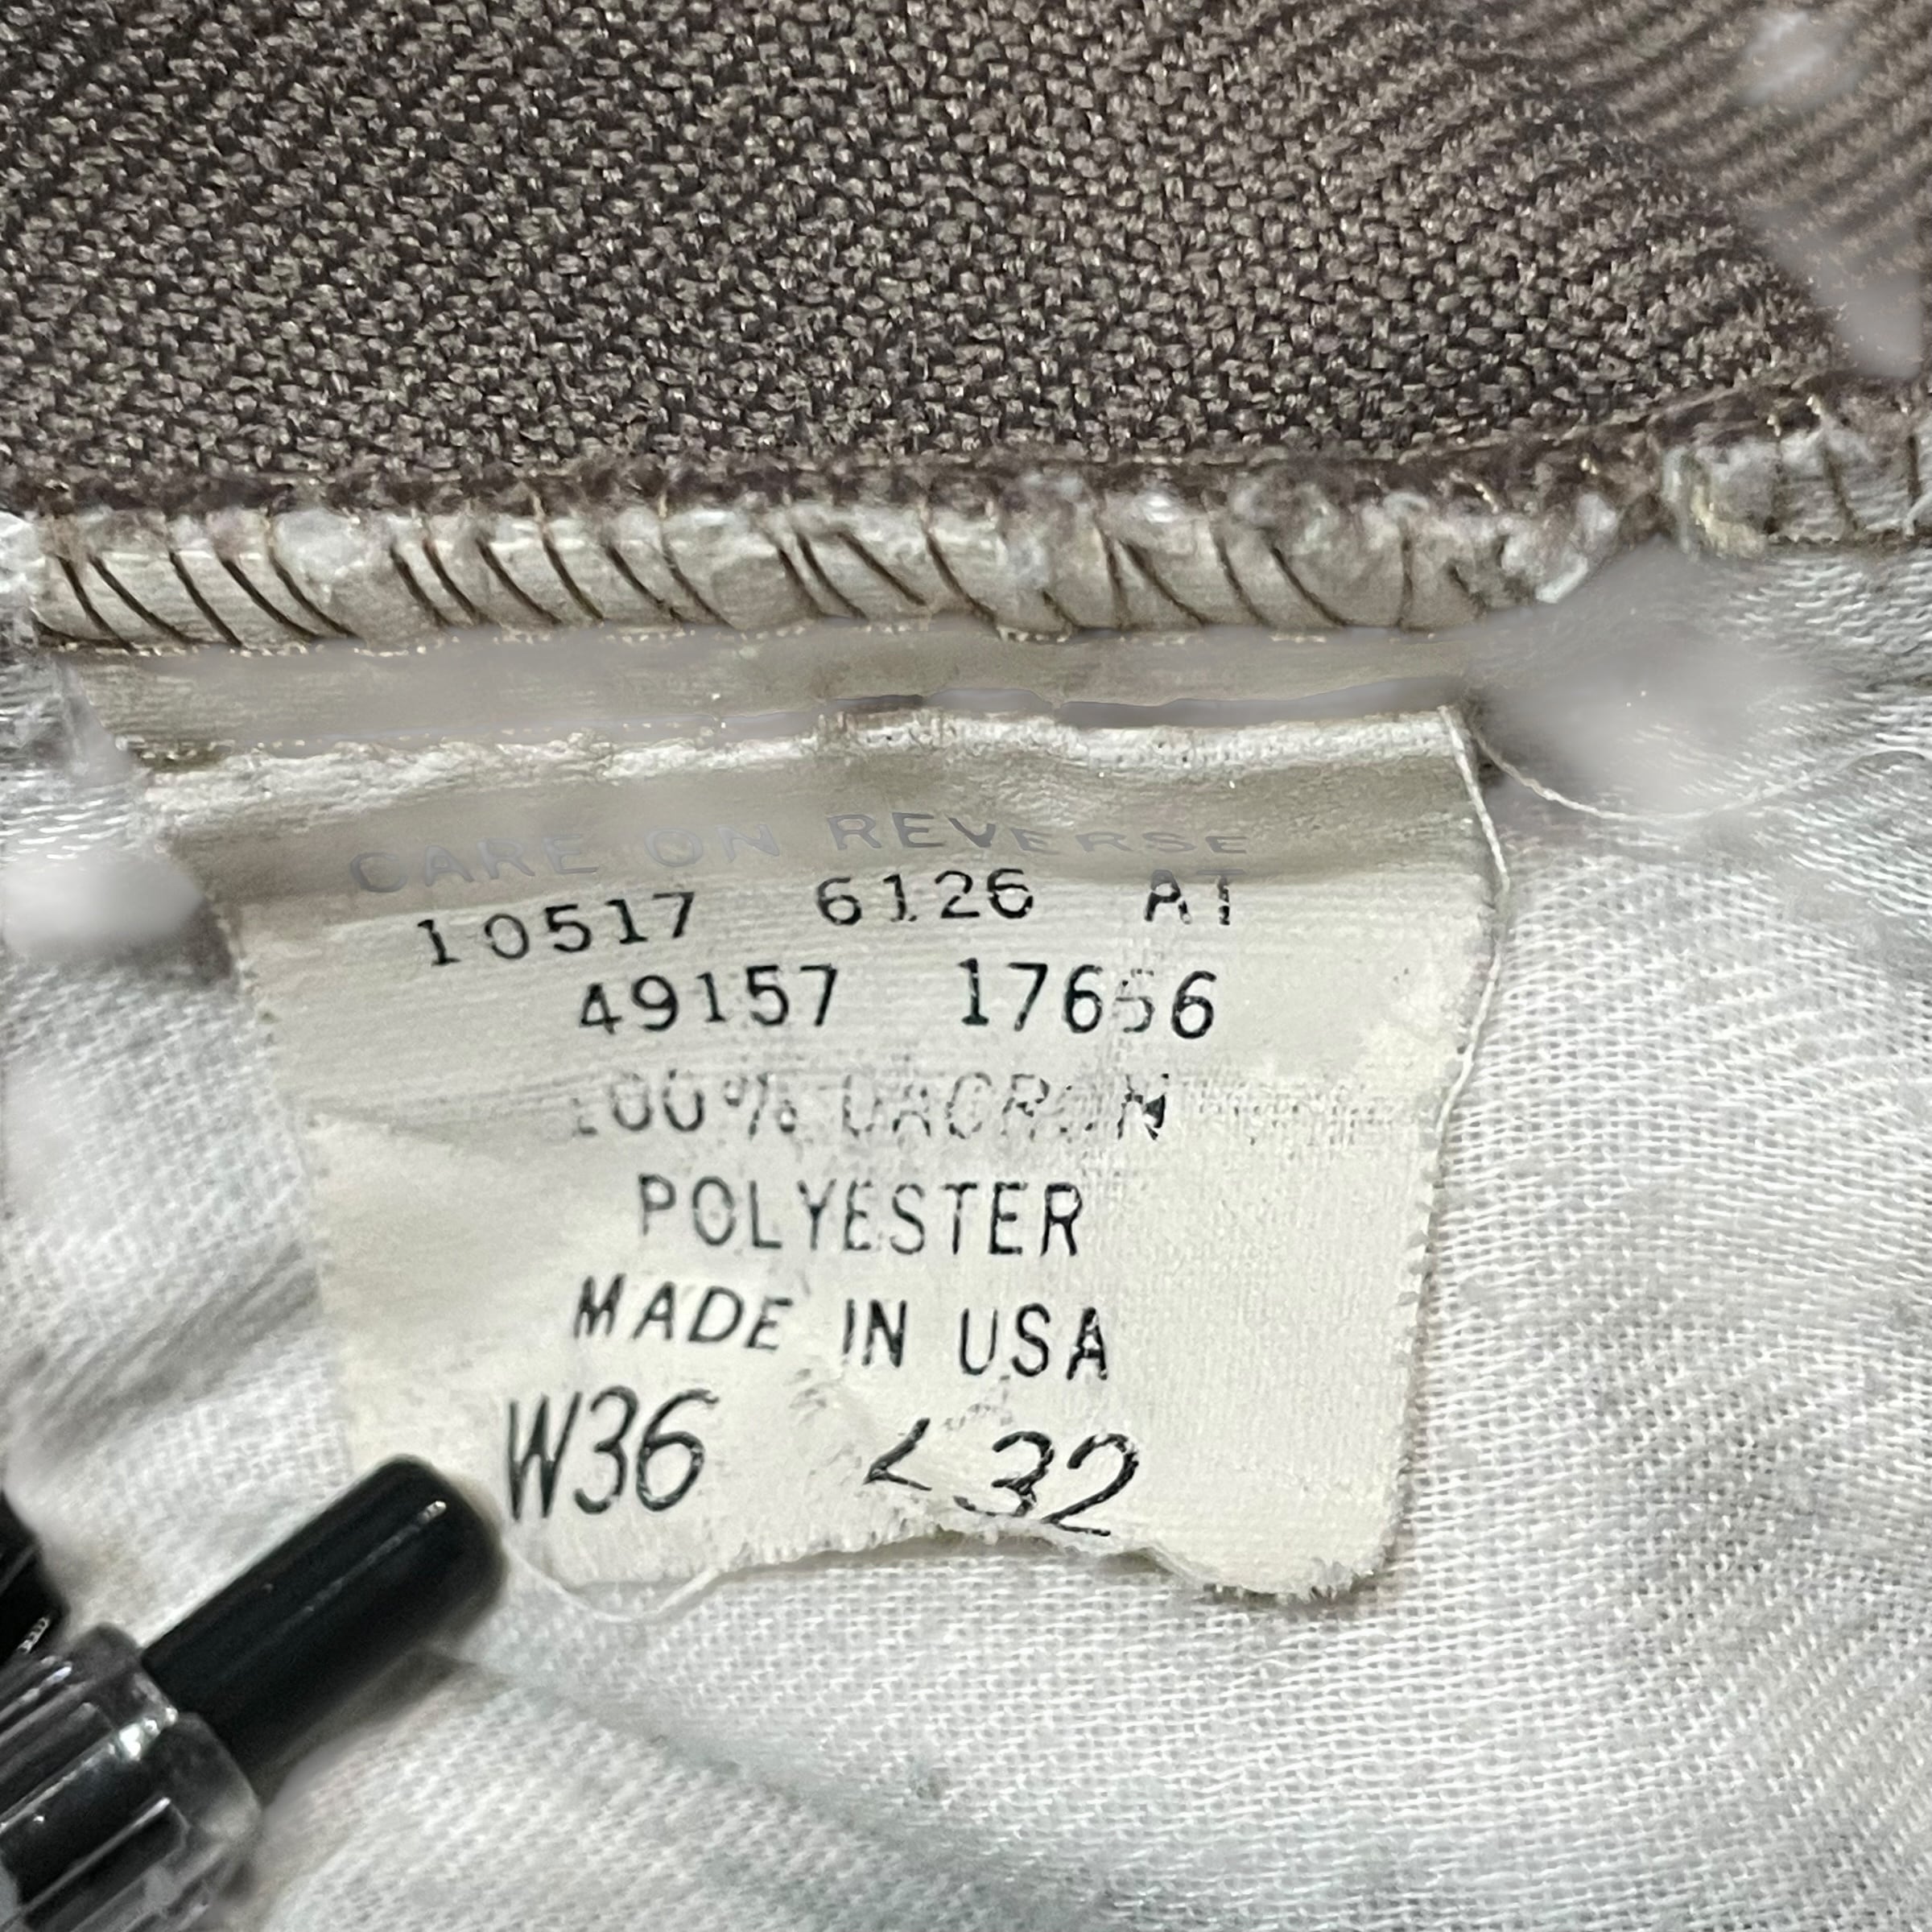 CARE ON REVERSE
10517 6126 AT
49157 17656
100% DACRON
POLYESTER
MADE IN USA
W36 L32